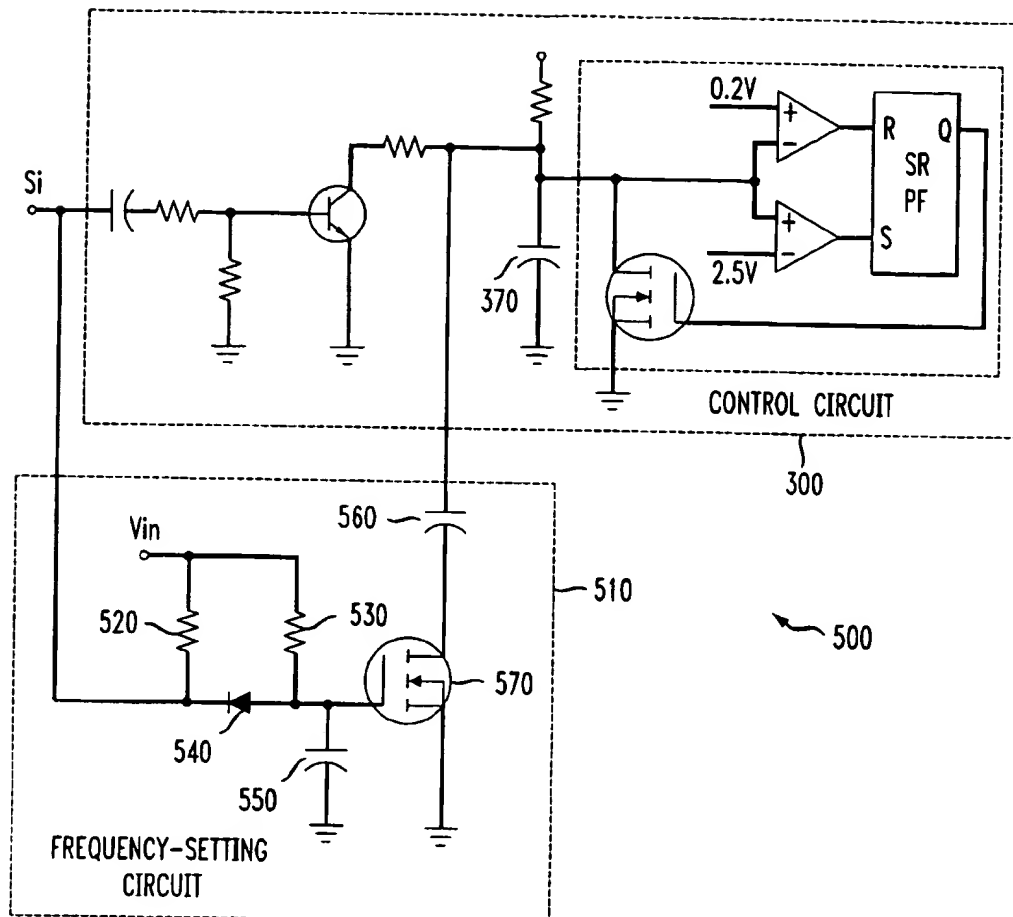 0.2V
+
-
R
Q
SR
PF
S
+
-
2.5V
Si
370
CONTROL CIRCUIT
300
560
Vin
510
520
530
500
570
540
550
FREQUENCY-SETTING
CIRCUIT